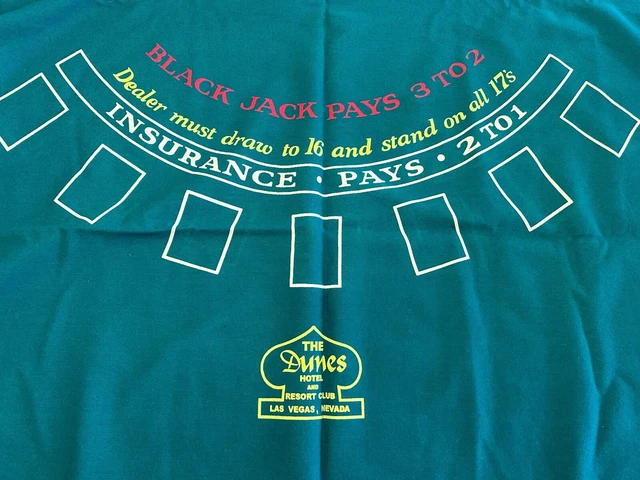 BLACK JACK PAYS 3 TO 2
Dealer must draw to 16 and stand on all 17's
INSURANCE · PAYS · 2 TO 1
THE
Dunes
HOTEL
AND
RESORT CLUB
LAS VEGAS, NEVADA